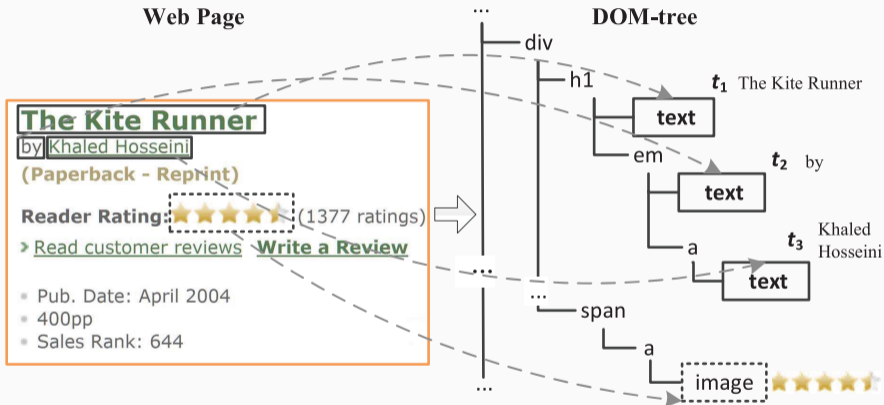 Web Page
The Kite Runner
by Khaled Hosseini
(Paperback - Reprint)
Reader Rating: (1377 ratings)
> Read customer reviews Write a Review
Pub. Date: April 2004
400pp
Sales Rank: 644
DOM-tree
...
div
h1
t1 The Kite Runner
text
em
t2 by
text
a
t3 Khaled
Hosseini
text
...
...
span
a
image
...